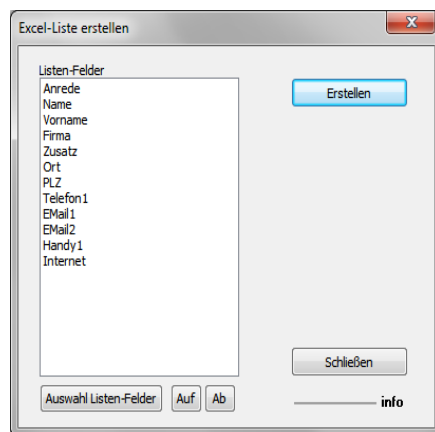 Excel-Liste erstellen
Listen-Felder
Anrede
Name
Vorname
Firma
Zusatz
Ort
PLZ
Telefon1
EMail1
EMail2
Handy1
Internet
Erstellen
Schließen
Auswahl Listen-Felder
Auf
Ab
info